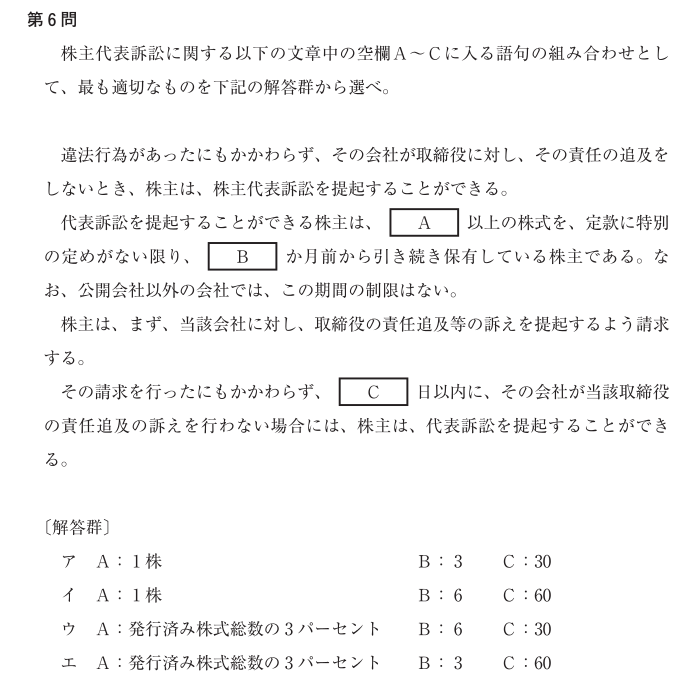 第6問
株主代表訴訟に関する以下の文章中の空欄A～Cに入る語句の組み合わせとし
て、最も適切なものを下記の解答群から選べ。
違法行為があったにもかかわらず、その会社が取締役に対し、その責任の追及を
しないとき、株主は、株主代表訴訟を提起することができる。
代表訴訟を提起することができる株主は、 A 以上の株式を、定款に特別
の定めがない限り、 B か月前から引き続き保有している株主である。な
お、公開会社以外の会社では、この期間の制限はない。
株主は、まず、当該会社に対し、取締役の責任追及等の訴えを提起するよう請求
する。
その請求を行ったにもかかわらず、 C 日以内に、その会社が当該取締役
の責任追及の訴えを行わない場合には、株主は、代表訴訟を提起することができ
る。
〔解答群〕
ア A：1株 B：3 C：30
イ A：1株 B：6 C：60
ウ A：発行済み株式総数の3パーセント B：6 C：30
エ A：発行済み株式総数の3パーセント B：3 C：60